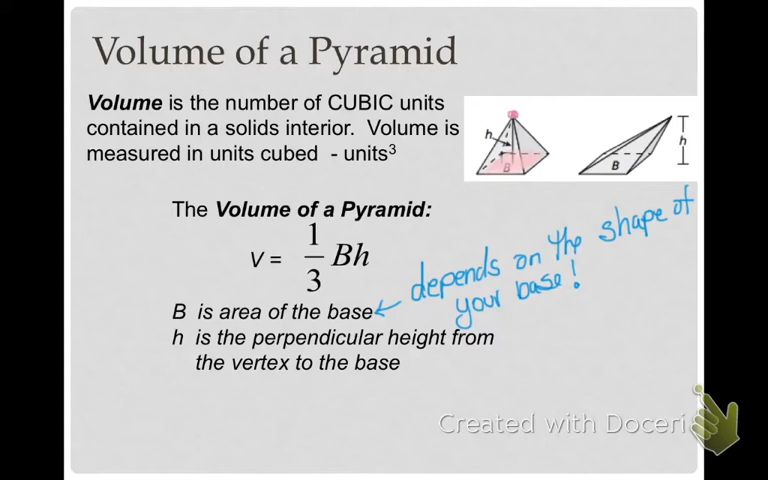 Volume of a Pyramid
Volume is the number of CUBIC units
contained in a solids interior. Volume is
measured in units cubed - units³
h
B
B
h
The Volume of a Pyramid:
V = 1/3 Bh
depends on the shape of
your base!
B is area of the base
h is the perpendicular height from
the vertex to the base
Created with Doceri